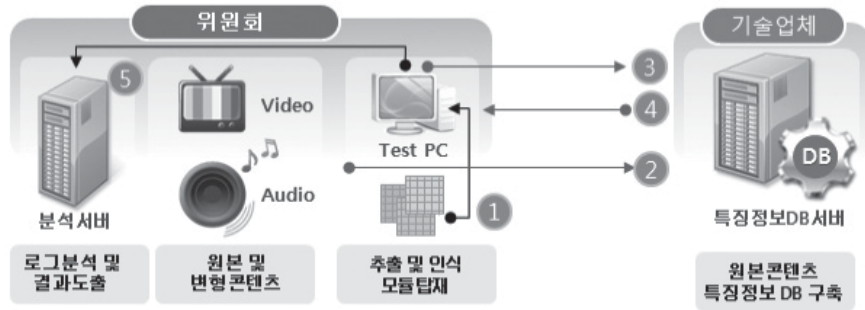 위원회
기술업체
5
Video
Audio
Test PC
3
4
2
1
DB
분석서버
특징정보DB서버
로그분석 및
결과도출
원본 및
변형콘텐츠
추출 및 인식
모듈탑재
원본콘텐츠
특징정보 DB 구축